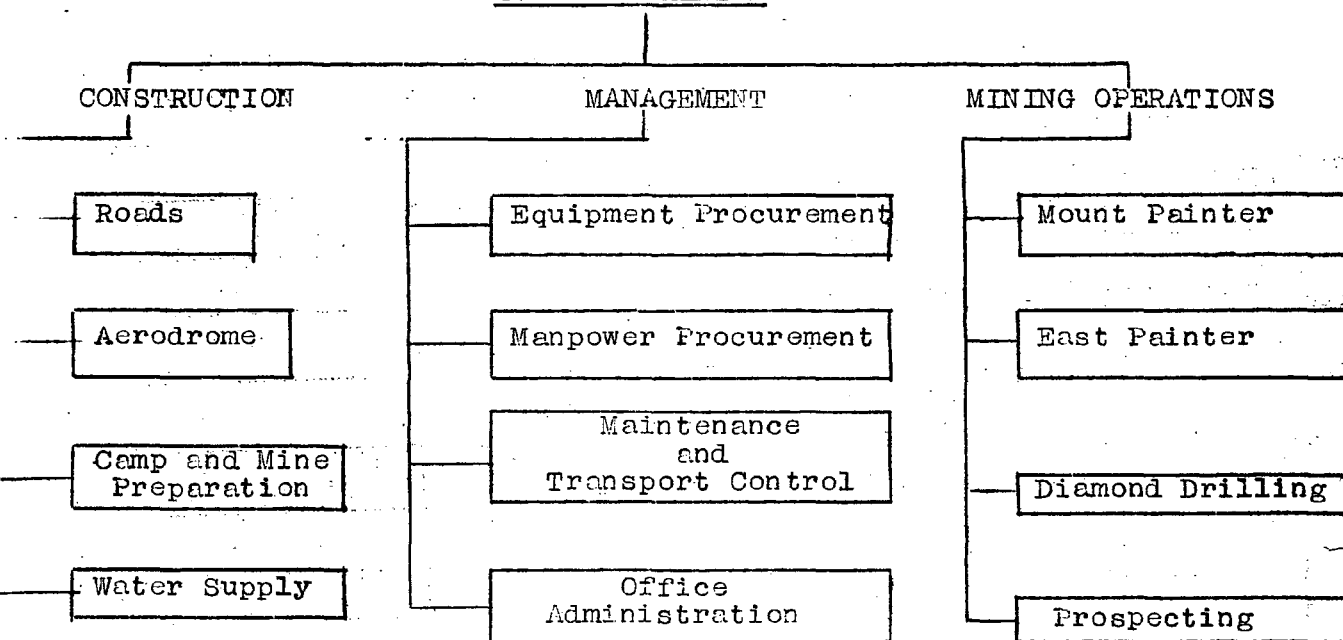 CONSTRUCTION
MANAGEMENT
MINING OPERATIONS
Roads
Aerodrome
Camp and Mine
Preparation
Water Supply
Equipment Procurement
Manpower Procurement
Maintenance
and
Transport Control
Office
Administration
Mount Painter
East Painter
Diamond Drilling
Prospecting